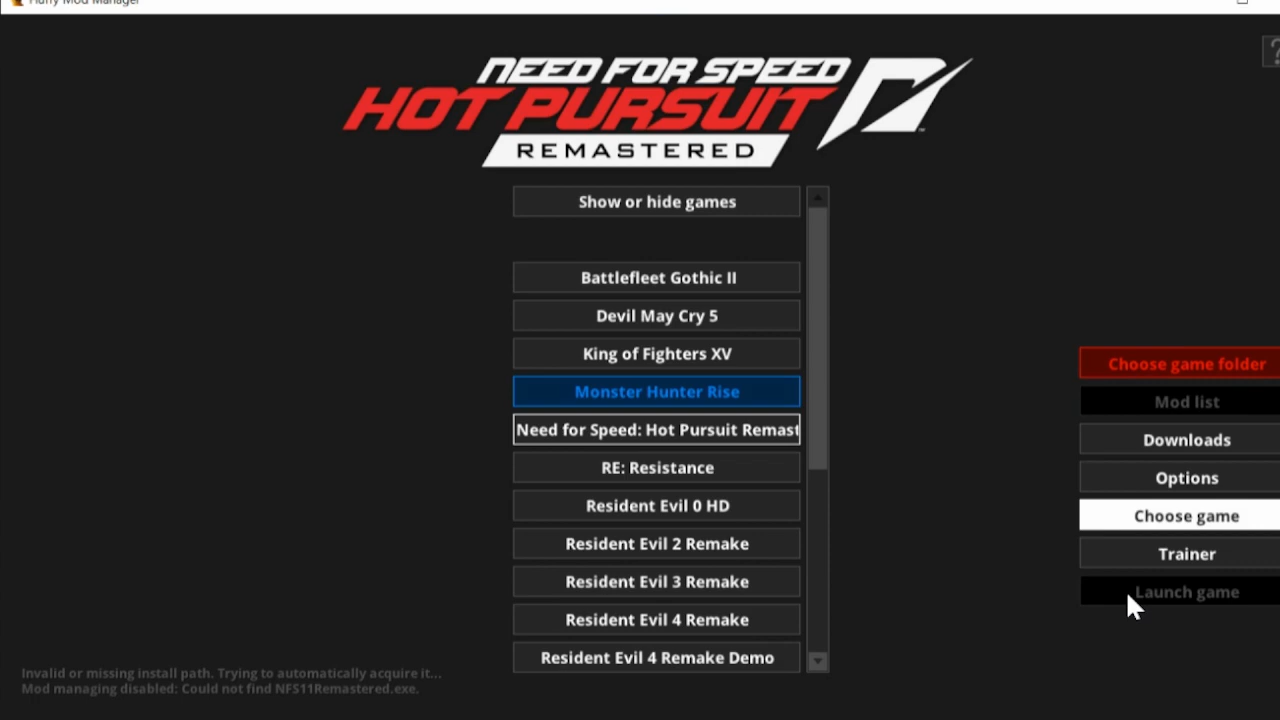 Fluffy Mod Manager
NEED FOR SPEED
HOT PURSUIT
REMASTERED
™
?
Show or hide games
Battlefleet Gothic II
Devil May Cry 5
King of Fighters XV
Monster Hunter Rise
Need for Speed: Hot Pursuit Remast
RE: Resistance
Resident Evil 0 HD
Resident Evil 2 Remake
Resident Evil 3 Remake
Resident Evil 4 Remake
Resident Evil 4 Remake Demo
Choose game folder
Mod list
Downloads
Options
Choose game
Trainer
Launch game
Invalid or missing install path. Trying to automatically acquire it...
Mod managing disabled: Could not find NFS11Remastered.exe.